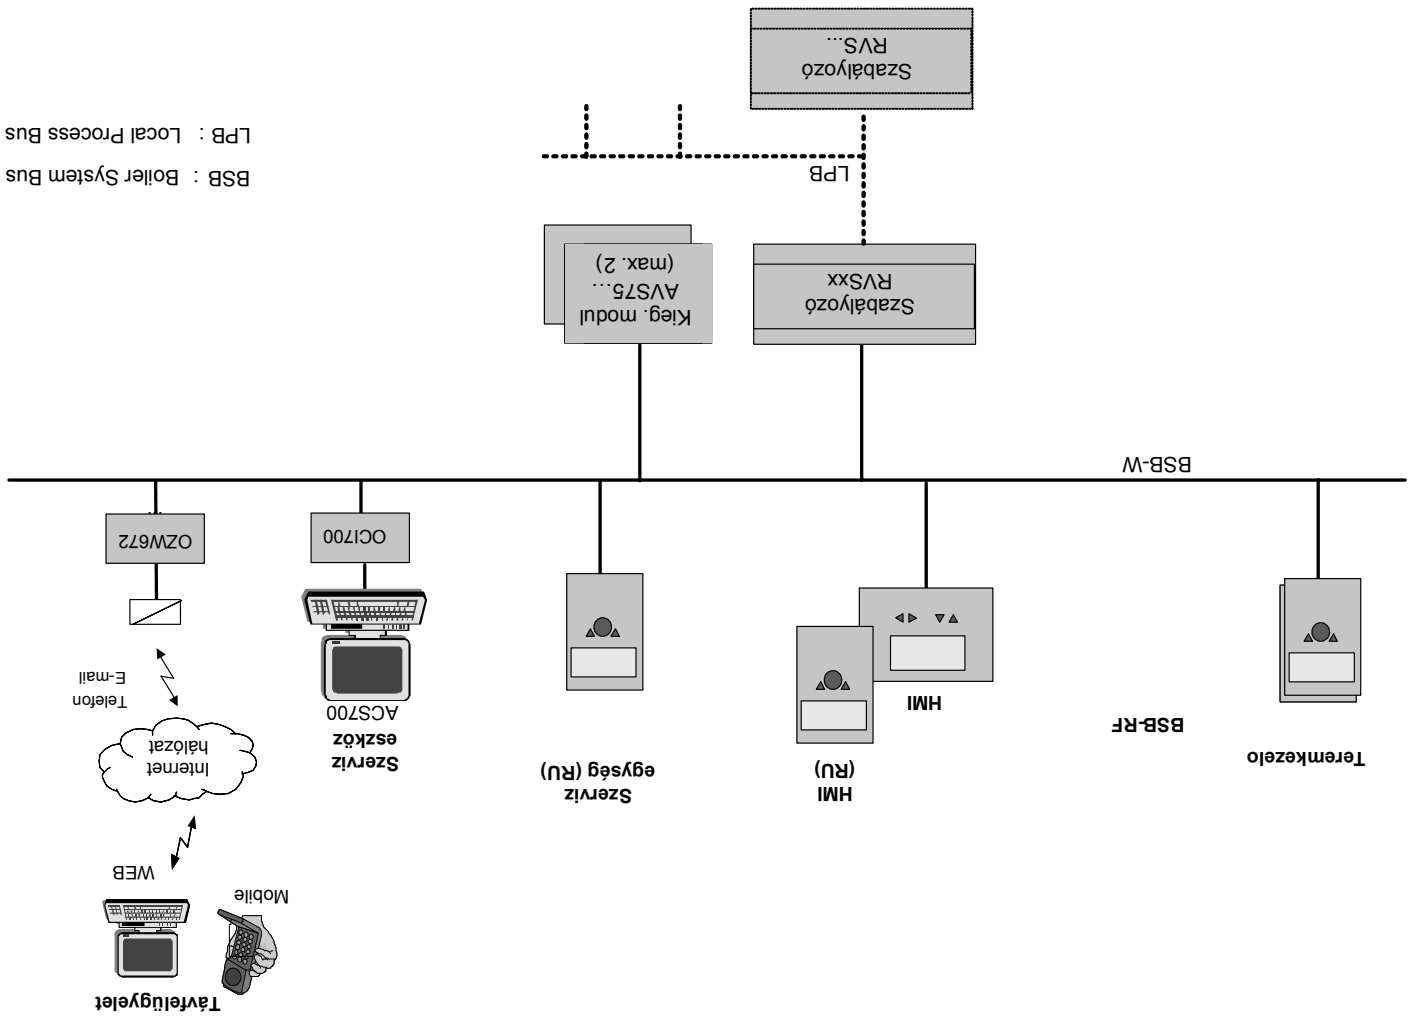 Távfelügyelet
Mobile
WEB
Internet
hálózat
Telefon
E-mail
Teremkezelo
BSB-RF
HMI
(RU)
HMI
Szerviz
egység (RU)
Szerviz
eszköz
ACS700
OCI700
OZW672
BSB-W
Szabályozó
RVSxx
Kieg. modul
AVS75...
(max. 2)
LPB
Szabályozó
RVS...
BSB : Boiler System Bus
LPB : Local Process Bus